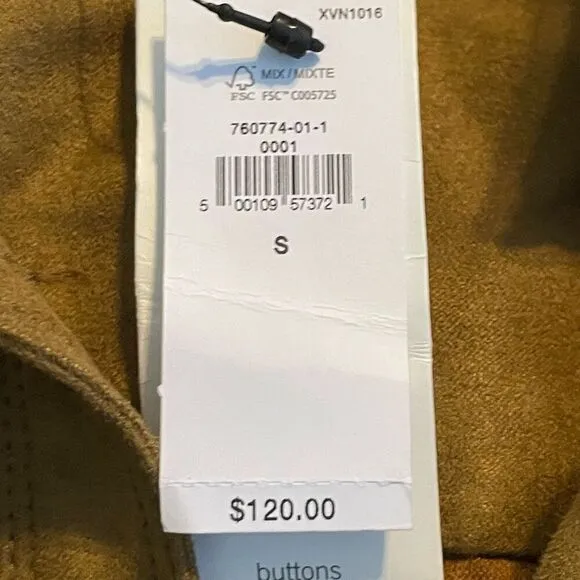 XVN1016
MIX/MIXTE
FSC FSC™ C005725
760774-01-1
0001
5 00109 57372 1
S
$120.00
buttons